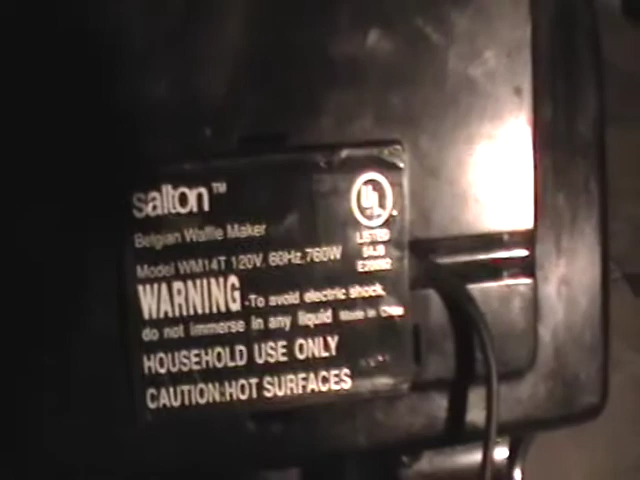 salton™
Belgian Waffle Maker
Model WM14T 120V, 60Hz, 760W
UL
LISTED
WARNING -To avoid electric shock,
do not immerse in any liquid Made in China
HOUSEHOLD USE ONLY
CAUTION:HOT SURFACES